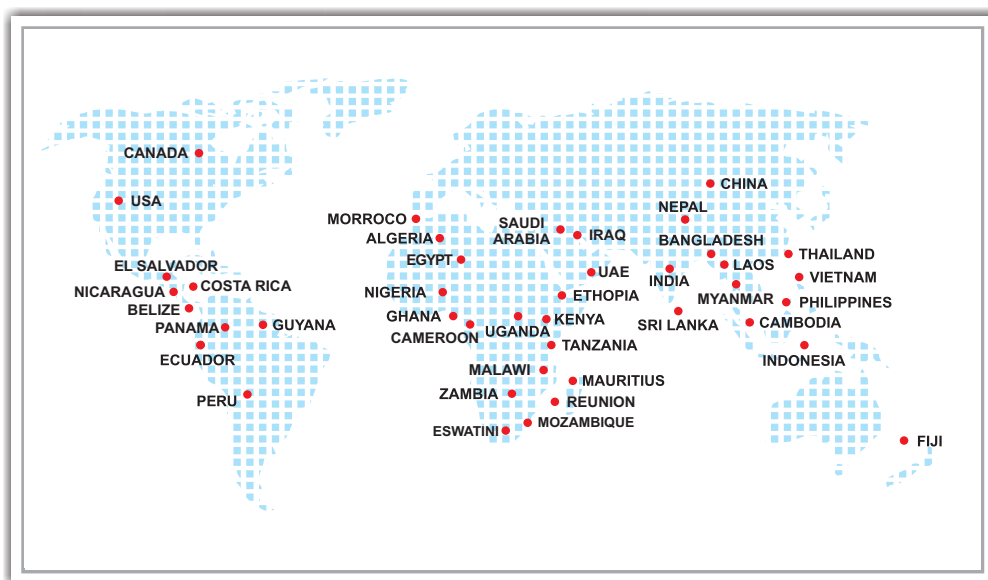 CANADA
CHINA
USA
NEPAL
MORROCO
SAUDI
ARABIA
IRAQ
ALGERIA
BANGLADESH
THAILAND
EGYPT
LAOS
EL SALVADOR
UAE
INDIA
VIETNAM
COSTA RICA
NICARAGUA
NIGERIA
ETHOPIA
MYANMAR
PHILIPPINES
BELIZE
GHANA
KENYA
SRI LANKA
CAMBODIA
PANAMA
GUYANA
CAMEROON
UGANDA
TANZANIA
ECUADOR
INDONESIA
MALAWI
MAURITIUS
PERU
ZAMBIA
REUNION
MOZAMBIQUE
ESWATINI
FIJI